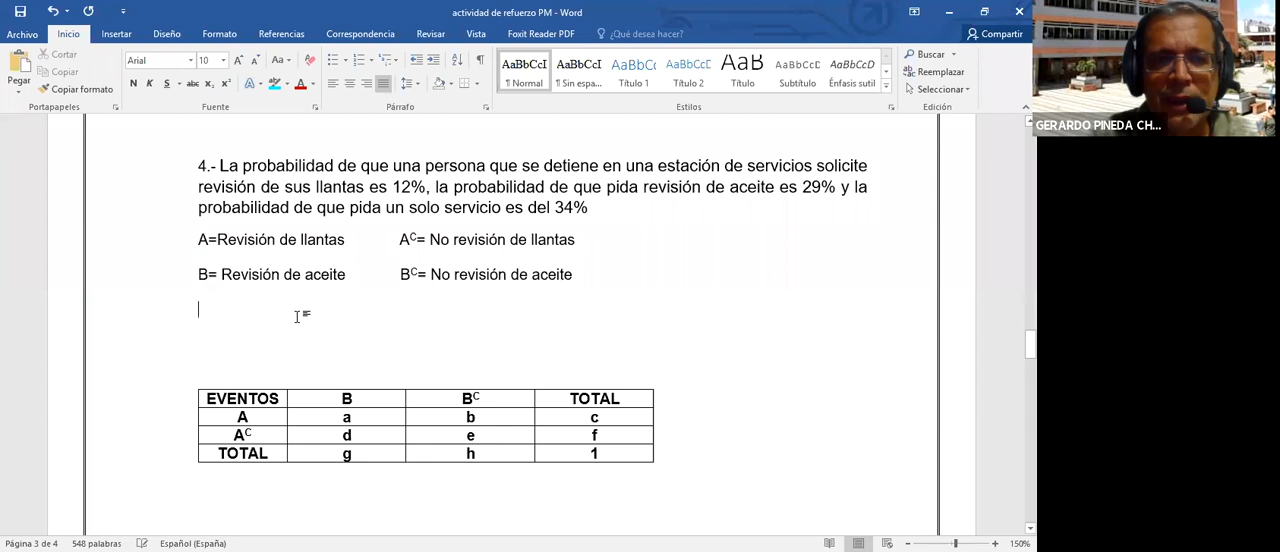 actividad de refuerzo PM - Word
Archivo Inicio Insertar Diseño Formato Referencias Correspondencia Revisar Vista Foxit Reader PDF ¿Qué desea hacer? Compartir
Pegar
Cortar
Copiar
Copiar formato
Portapapeles
Arial 10
Fuente
Párrafo
AaBbCcI AaBbCcI AaBbCc AaBbCcC AaB AaBbCcC AaBbCcD
¶ Normal ¶ Sin espa... Título 1 Título 2 Título Subtítulo Énfasis sutil
Estilos
Buscar
Reemplazar
Seleccionar
Edición
GERARDO PINEDA CH...
4.- La probabilidad de que una persona que se detiene en una estación de servicios solicite
revisión de sus llantas es 12%, la probabilidad de que pida revisión de aceite es 29% y la
probabilidad de que pida un solo servicio es del 34%
A=Revisión de llantas Aᶜ= No revisión de llantas
B= Revisión de aceite Bᶜ= No revisión de aceite
EVENTOS B Bᶜ TOTAL
A a b c
Aᶜ d e f
TOTAL g h 1
Página 3 de 4 548 palabras Español (España) 150%